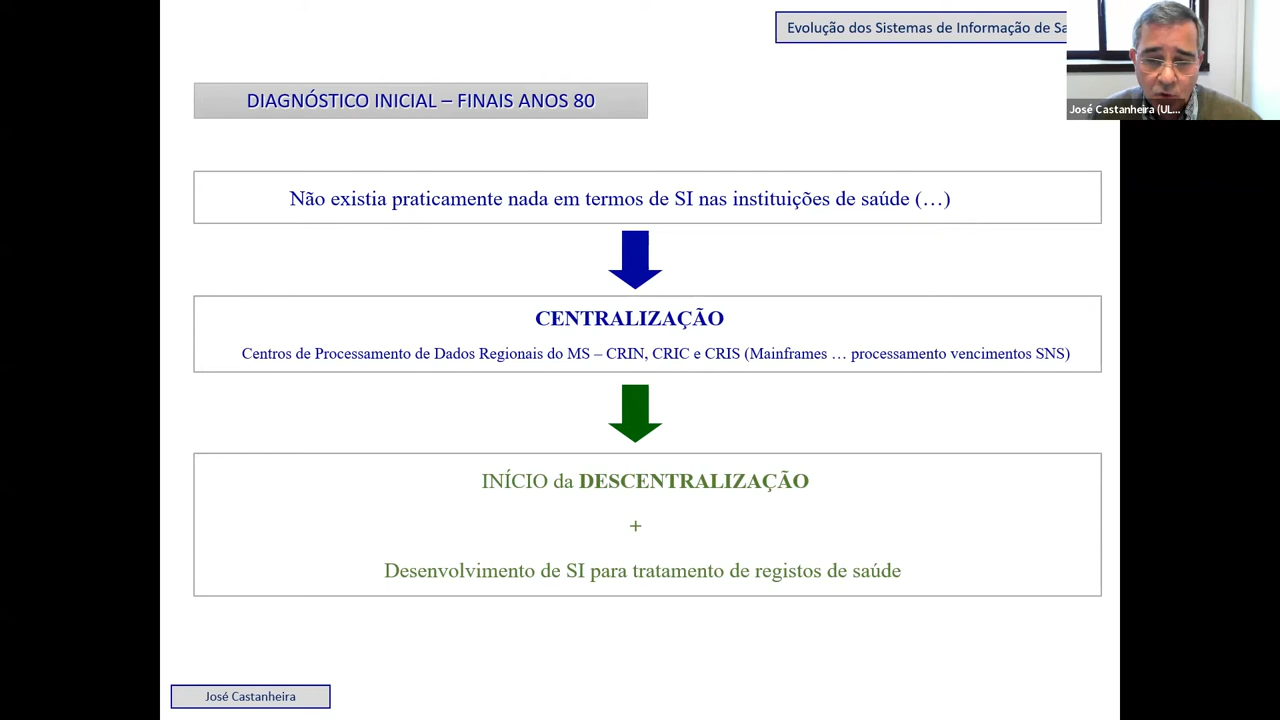 Evolução dos Sistemas de Informação de
DIAGNÓSTICO INICIAL – FINAIS ANOS 80
José Castanheira (UL...
Não existia praticamente nada em termos de SI nas instituições de saúde (…)
CENTRALIZAÇÃO
Centros de Processamento de Dados Regionais do MS – CRIN, CRIC e CRIS (Mainframes … processamento vencimentos SNS)
INÍCIO da DESCENTRALIZAÇÃO
+
Desenvolvimento de SI para tratamento de registos de saúde
José Castanheira